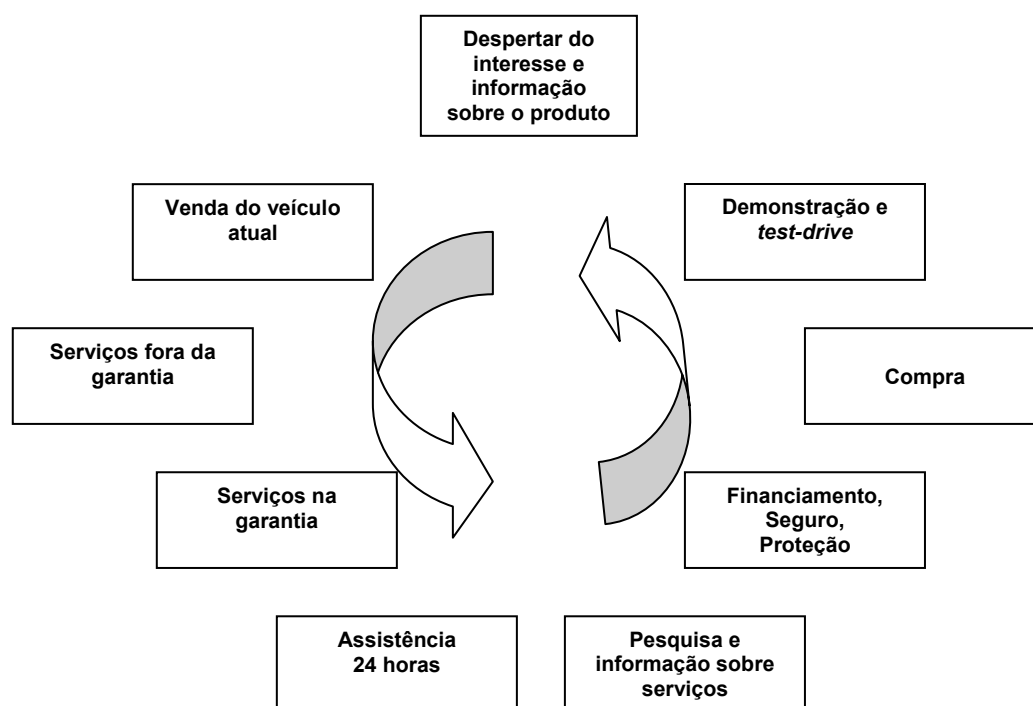 Despertar do
interesse e
informação
sobre o produto
Venda do veículo
atual
Demonstração e
test-drive
Serviços fora da
garantia
Compra
Serviços na
garantia
Financiamento,
Seguro,
Proteção
Assistência
24 horas
Pesquisa e
informação sobre
serviços